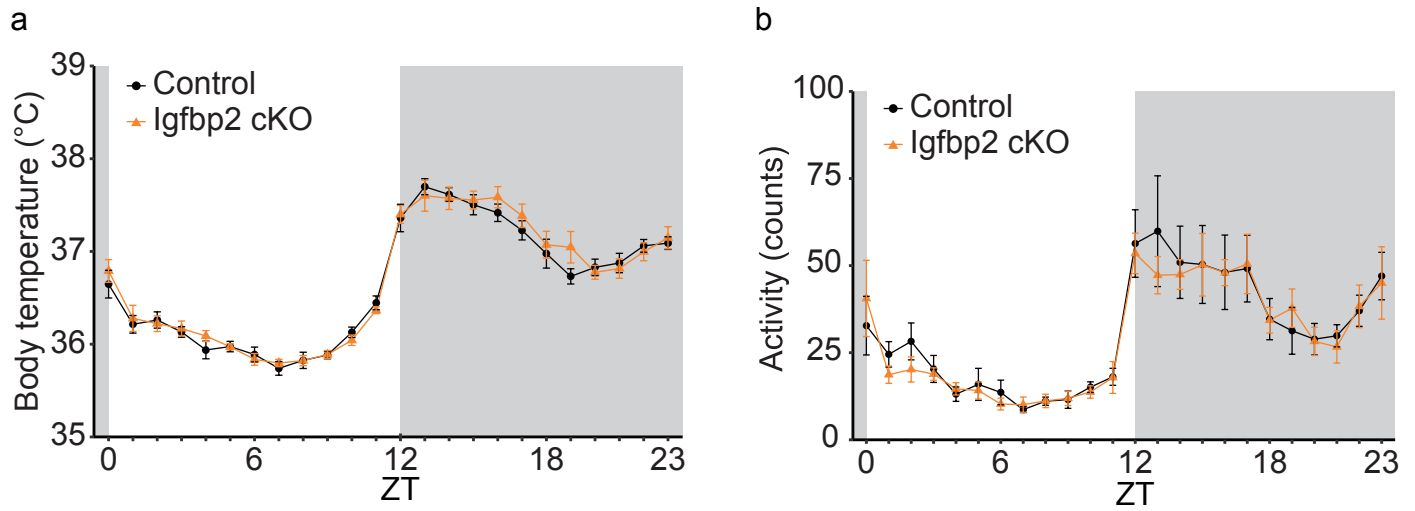 a
Body temperature (°C)
39
38
37
36
35
Control
Igfbp2 cKO
0 6 12 18 23
ZT
b
Activity (counts)
100
75
50
25
0
Control
Igfbp2 cKO
0 6 12 18 23
ZT